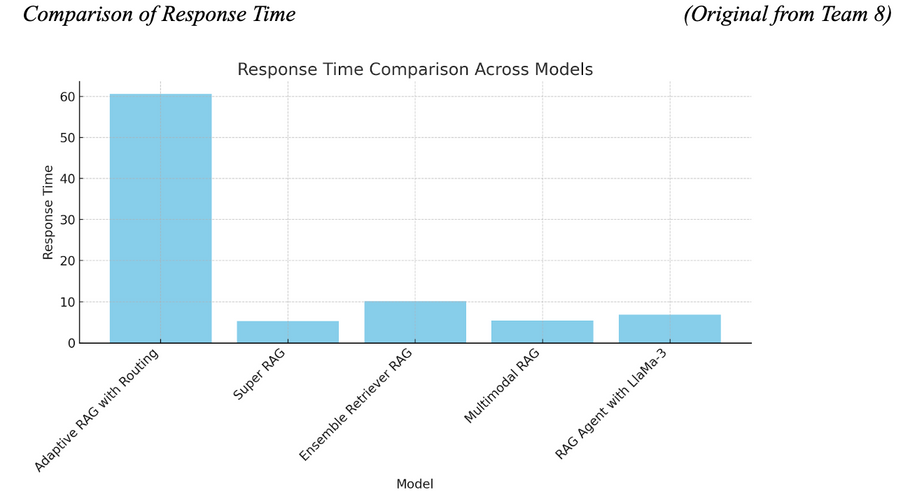 Comparison of Response Time (Original from Team 8)
Response Time Comparison Across Models
60
50
40
30
20
10
0
Response Time
Adaptive RAG with Routing
Super RAG
Ensemble Retriever RAG
Multimodal RAG
RAG Agent with LlaMa-3
Model